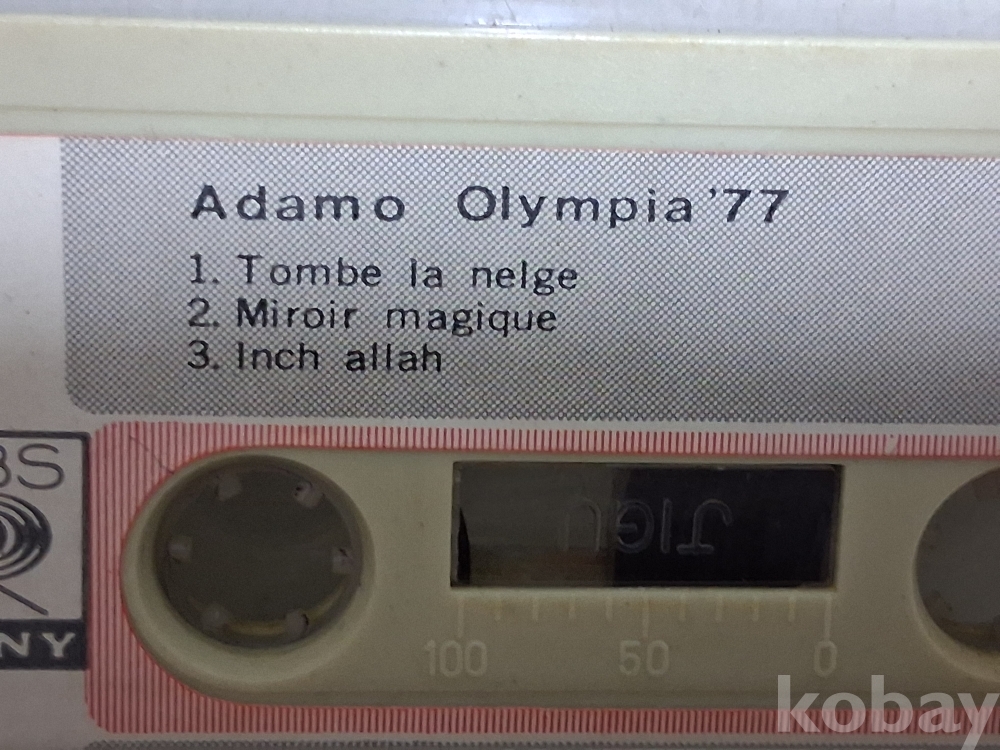 Adamo Olympia '77
1. Tombe la nelge
2. Miroir magique
3. Inch allah
BS
NY
JIGU
100 50 0
kobay